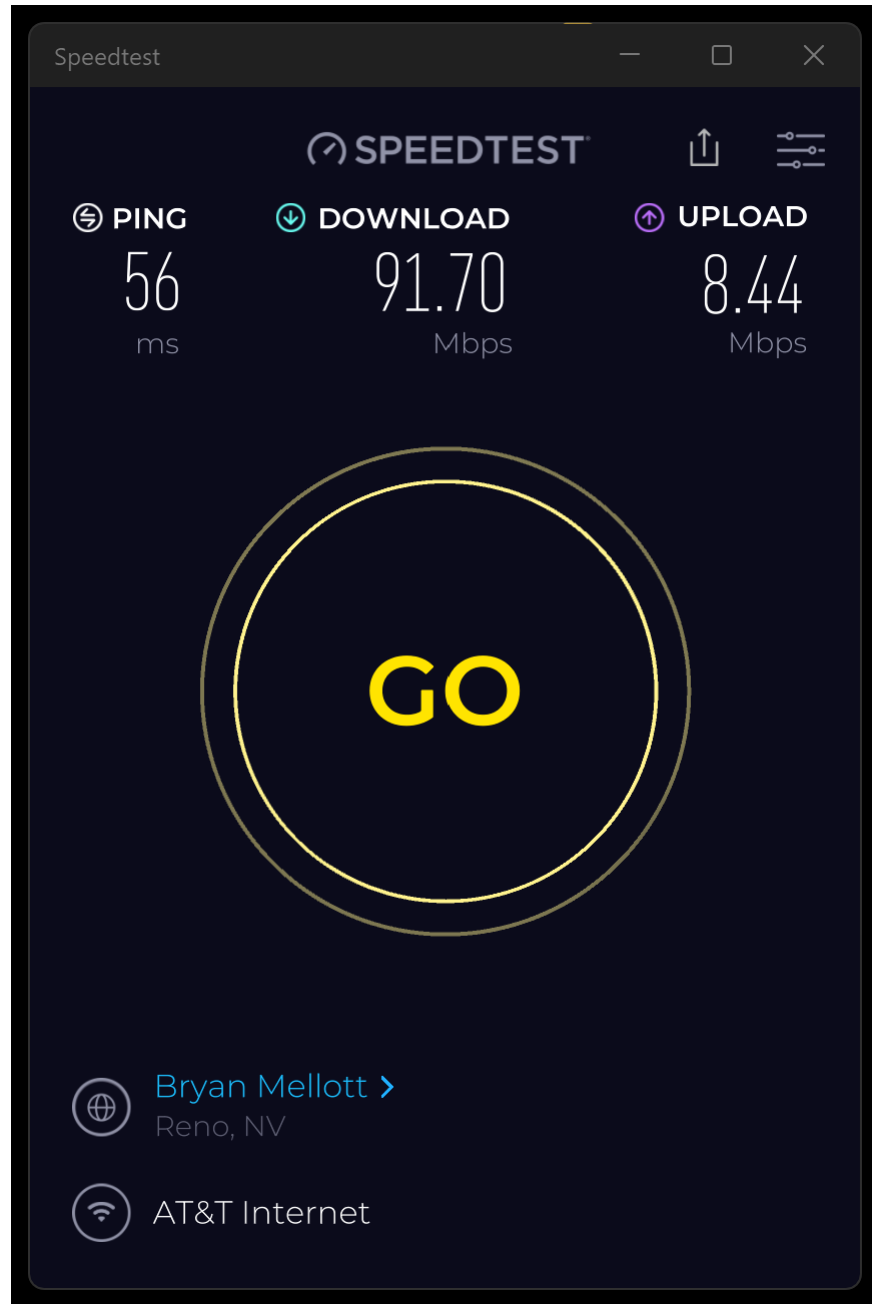 Speedtest
SPEEDTEST
PING DOWNLOAD UPLOAD
56 91.70 8.44
ms Mbps Mbps
GO
Bryan Mellott
Reno, NV
AT&T Internet